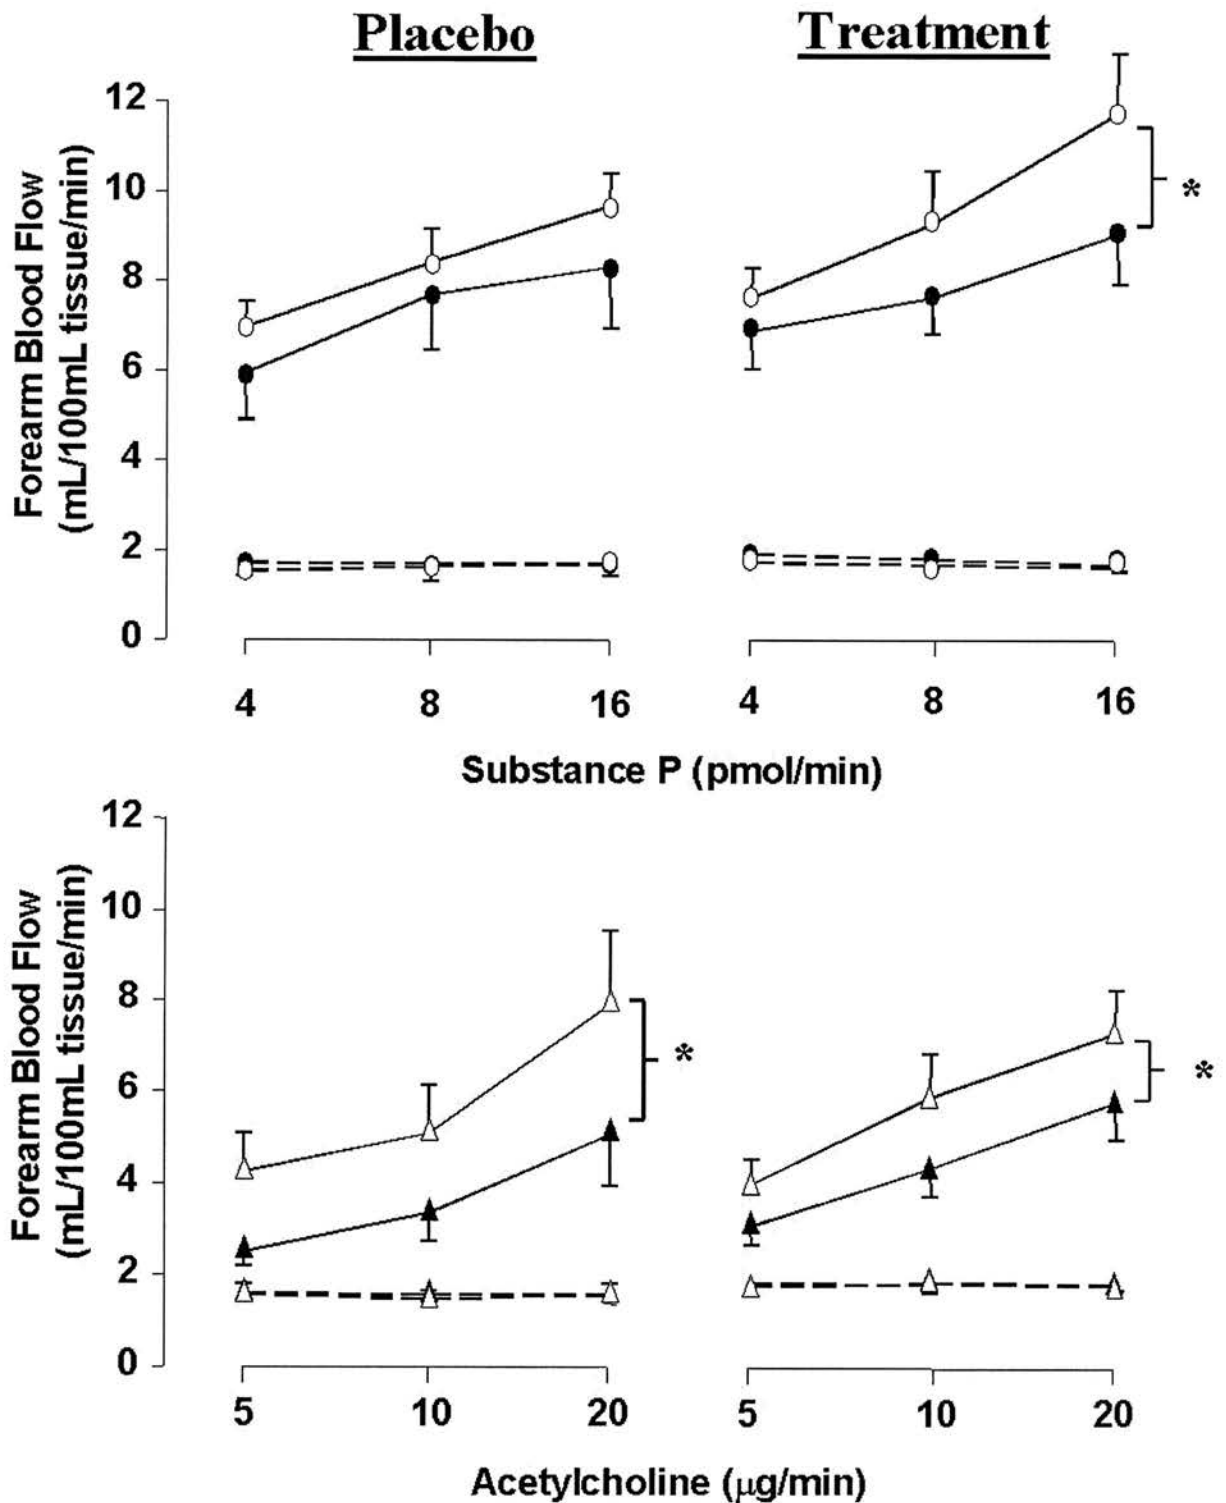 Placebo
Treatment
Forearm Blood Flow
(mL/100mL tissue/min)
12
10
8
6
4
2
0
*
4 8 16
4 8 16
Substance P (pmol/min)
Forearm Blood Flow
(mL/100mL tissue/min)
12
10
8
6
4
2
0
*
*
5 10 20
5 10 20
Acetylcholine (μg/min)